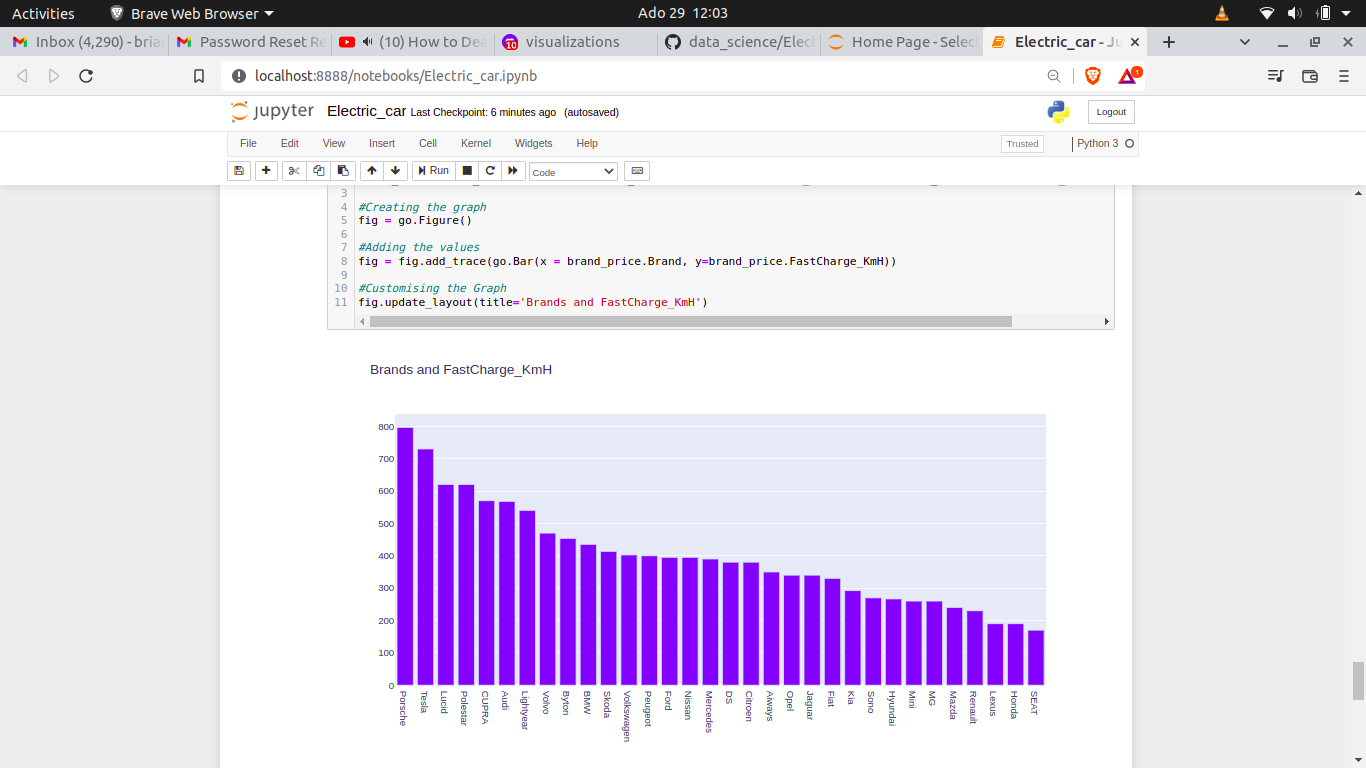 Activities Brave Web Browser Ado 29 12:03
Inbox (4,290) - bria Password Reset Re (10) How to Dea visualizations data_science/Elect Home Page - Select Electric_car - Ju
localhost:8888/notebooks/Electric_car.ipynb 1
jupyter Electric_car Last Checkpoint: 6 minutes ago (autosaved) Logout
File Edit View Insert Cell Kernel Widgets Help Trusted Python 3
Run Code
3
4 #Creating the graph
5 fig = go.Figure()
6
7 #Adding the values
8 fig = fig.add_trace(go.Bar(x = brand_price.Brand, y=brand_price.FastCharge_KmH))
9
10 #Customising the Graph
11 fig.update_layout(title='Brands and FastCharge_KmH')
Brands and FastCharge_KmH
800
700
600
500
400
300
200
100
0
Porsche Tesla Lucid Polestar CUPRA Audi Lightyear Volvo Byton BMW Skoda Volkswagen Peugeot Ford Nissan Mercedes DS Citroen Aiways Opel Jaguar Fiat Kia Sono Hyundai Mini MG Mazda Renault Lexus Honda SEAT